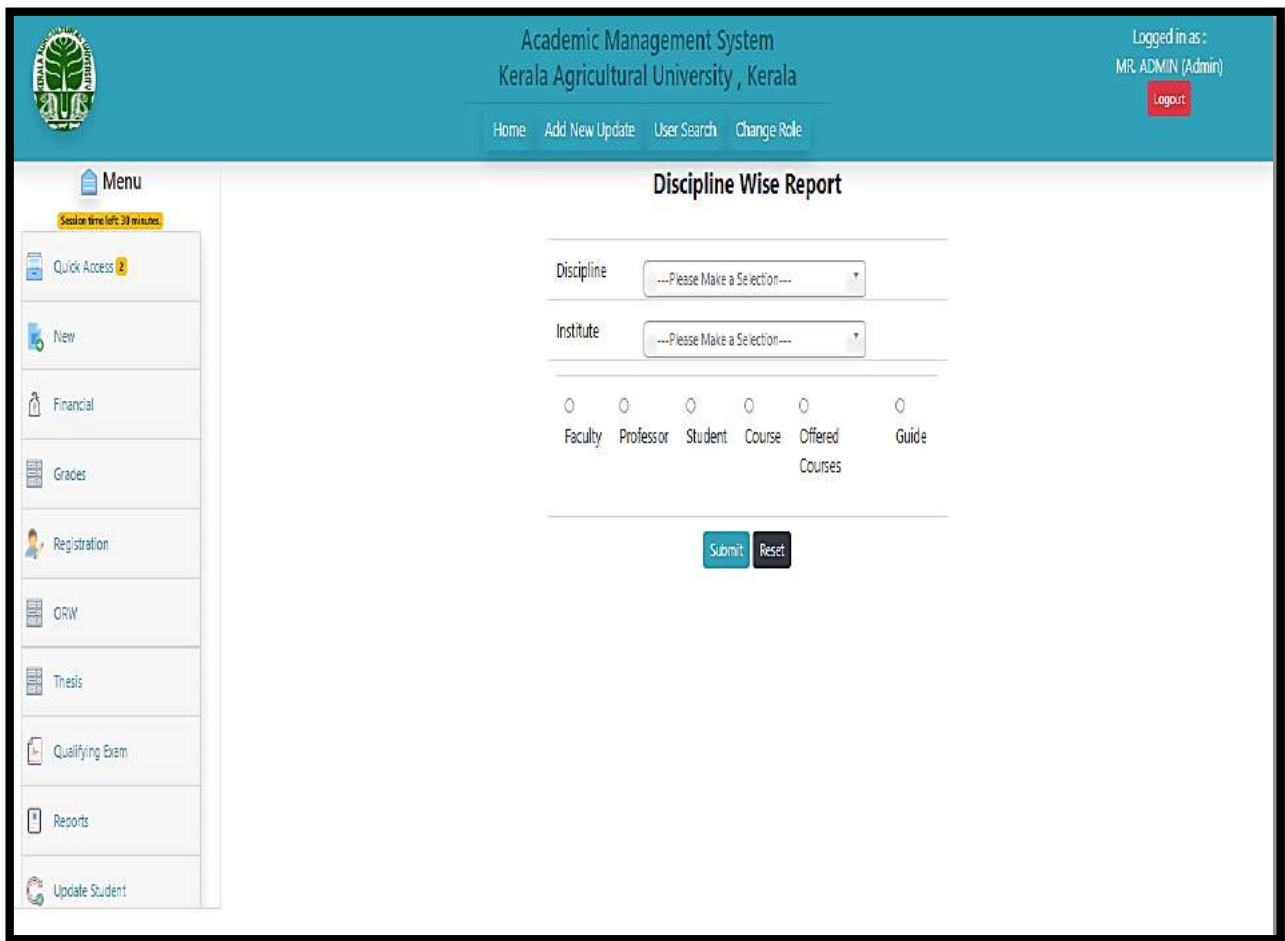 KERALA AGRICULTURAL UNIVERSITY
Academic Management System
Kerala Agricultural University , Kerala
Home Add New Update User Search Change Role
Logged in as :
MR. ADMIN (Admin)
Logout
Menu
Session time left: 30 minutes.
Quick Access 2
New
Financial
Grades
Registration
ORW
Thesis
Qualifying Exam
Reports
Update Student
Discipline Wise Report
Discipline ---Please Make a Selection---
Institute ---Please Make a Selection---
Faculty Professor Student Course Offered Guide
Courses
Submit Reset